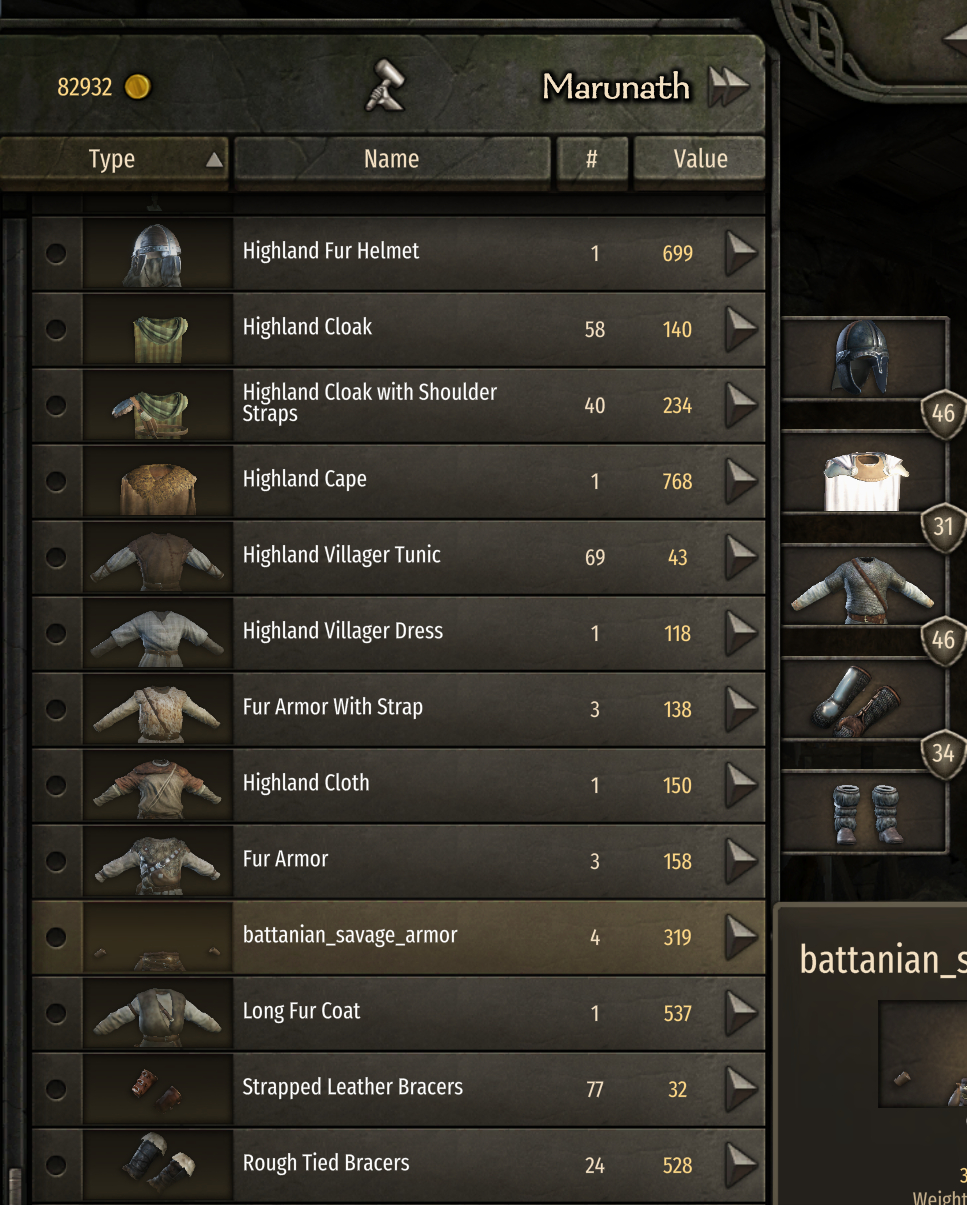 82932
Marunath
Type Name # Value
Highland Fur Helmet 1 699
Highland Cloak 58 140
Highland Cloak with Shoulder
Straps 40 234
Highland Cape 1 768
Highland Villager Tunic 69 43
Highland Villager Dress 1 118
Fur Armor With Strap 3 138
Highland Cloth 1 150
Fur Armor 3 158
battanian_savage_armor 4 319
Long Fur Coat 1 537
Strapped Leather Bracers 77 32
Rough Tied Bracers 24 528
46
31
46
34
battanian_s
3
Weight